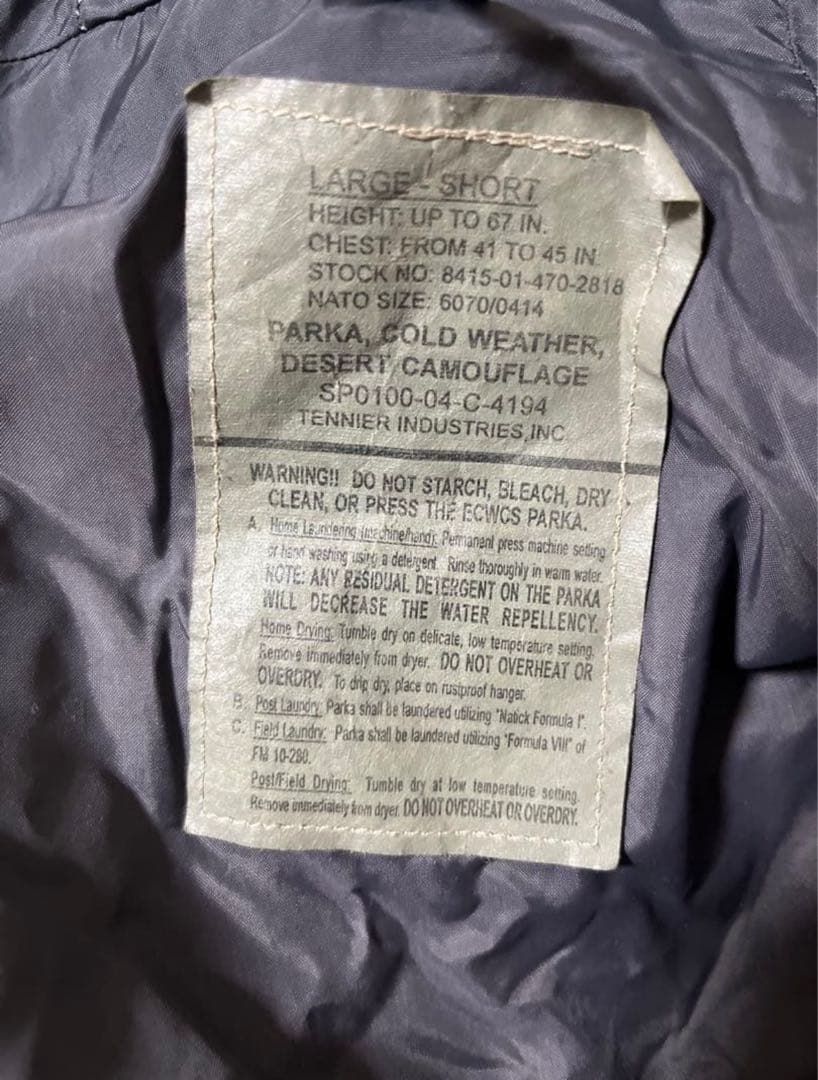 LARGE - SHORT
HEIGHT: UP TO 67 IN.
CHEST: FROM 41 TO 45 IN.
STOCK NO: 8415-01-470-2818
NATO SIZE: 6070/0414
PARKA, COLD WEATHER,
DESERT CAMOUFLAGE
SP0100-04-C-4194
TENNIER INDUSTRIES,INC
WARNING!! DO NOT STARCH, BLEACH, DRY
CLEAN, OR PRESS THE ECWCS PARKA.
A. Home Laundering (machine/hand): Permanant press machine setting
or hand washing using a detergent. Rinse thoroughly in warm water.
NOTE: ANY RESIDUAL DETERGENT ON THE PARKA
WILL DECREASE THE WATER REPELLENCY.
Home Drying: Tumble dry on delicate, low temperature setting.
Remove immediately from dryer. DO NOT OVERHEAT OR
OVERDRY. To drip dry, place on rustproof hanger.
B. Post Laundry: Parka shall be laundered utilizing "Natick Formula I".
C. Field Laundry: Parka shall be laundered utilizing "Formula VIII" of
FM 10-280.
Post/Field Drying: Tumble dry at low temperature setting.
Remove immediately from dryer. DO NOT OVERHEAT OR OVERDRY.